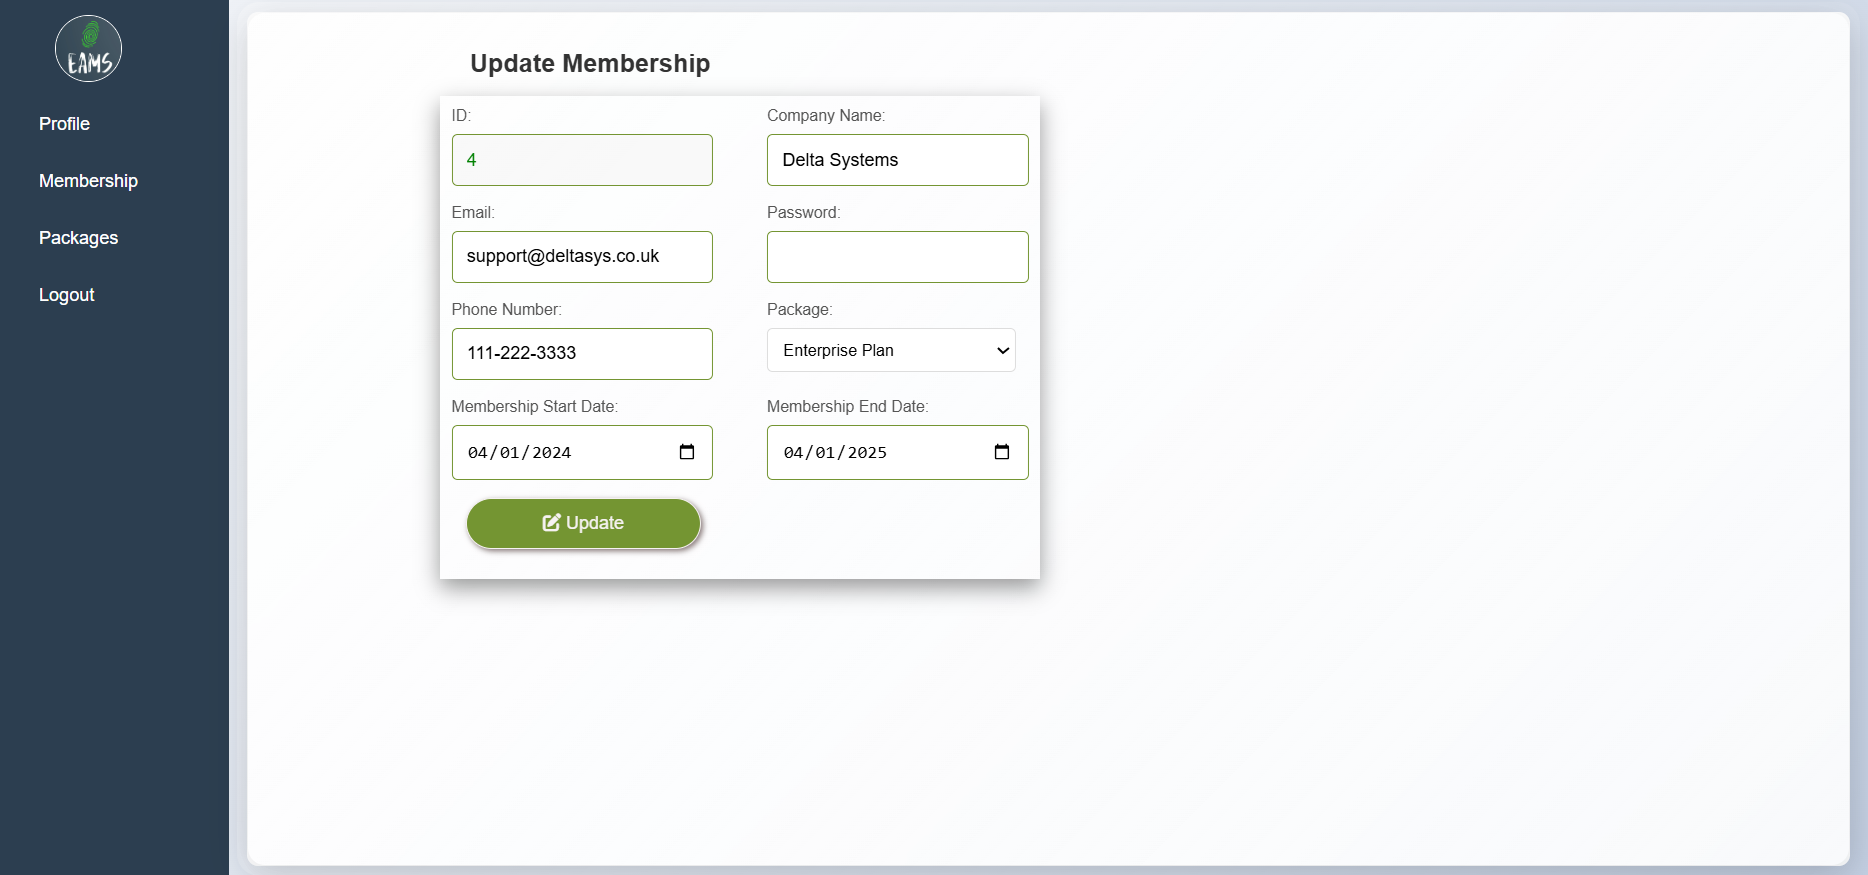 EAMS
Profile
Membership
Packages
Logout
Update Membership
ID:
Company Name:
4
Delta Systems
Email:
Password:
support@deltasys.co.uk
Phone Number:
Package:
111-222-3333
Enterprise Plan
Membership Start Date:
Membership End Date:
04/01/2024
04/01/2025
Update